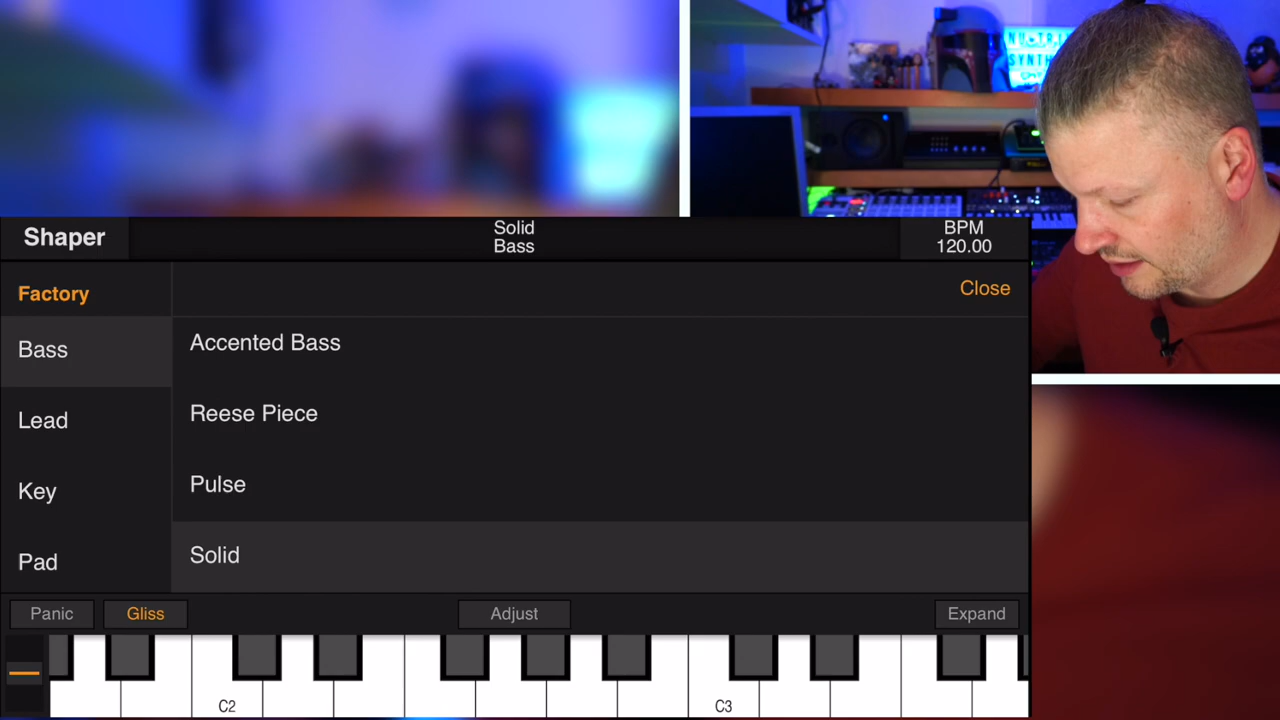 SYNTH
Shaper
Solid
Bass
BPM
120.00
Factory
Close
Bass
Accented Bass
Lead
Reese Piece
Key
Pulse
Pad
Solid
Panic
Gliss
Adjust
Expand
C2
C3